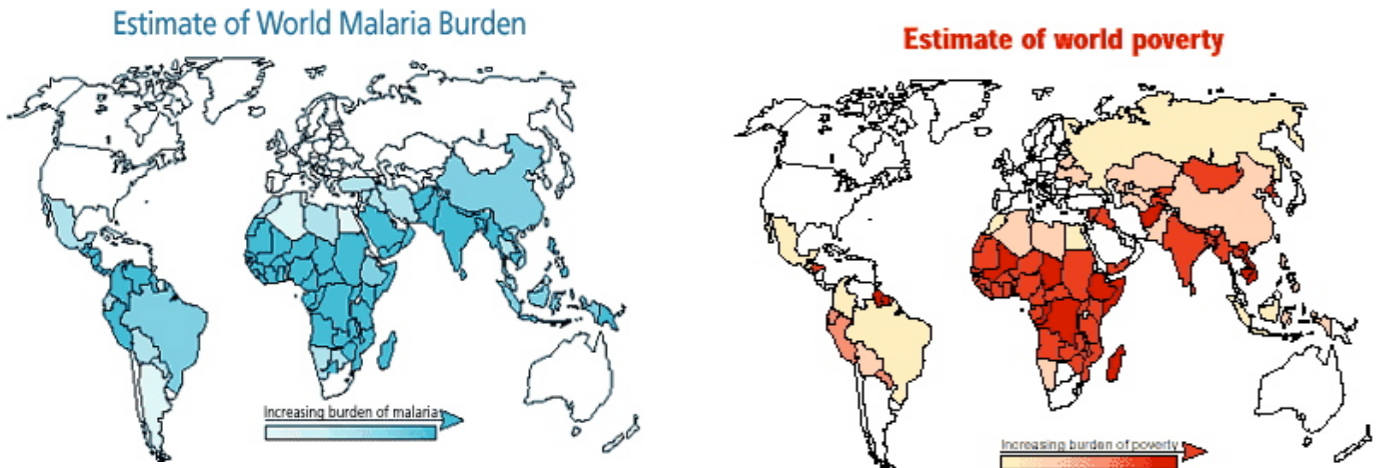 Estimate of World Malaria Burden
Increasing burden of malaria
Estimate of world poverty
Increasing burden of poverty